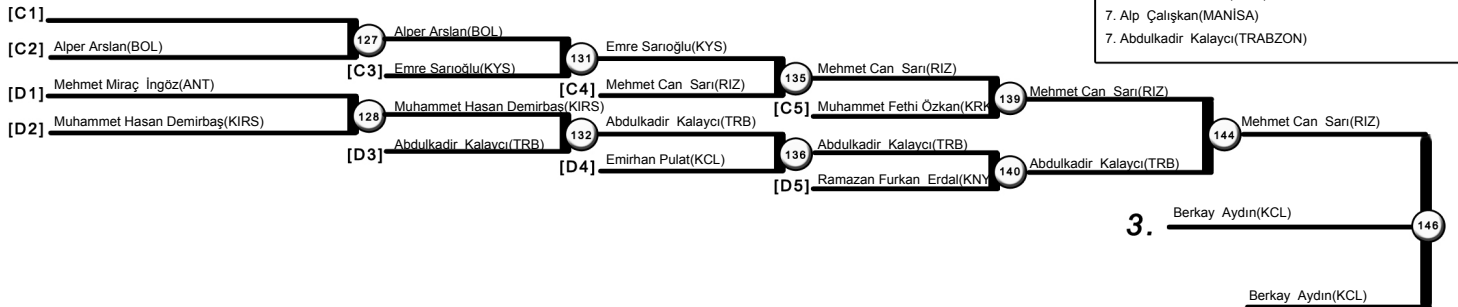 7. Alp Çalışkan(MANİSA)
7. Abdulkadir Kalaycı(TRABZON)
[C1]
[C2] Alper Arslan(BOL)
127 Alper Arslan(BOL)
[C3] Emre Sarıoğlu(KYS)
131 Emre Sarıoğlu(KYS)
[C4] Mehmet Can Sarı(RIZ)
135 Mehmet Can Sarı(RIZ)
[C5] Muhammet Fethi Özkan(KRK
139 Mehmet Can Sarı(RIZ)
[D1] Mehmet Miraç İngöz(ANT)
[D2] Muhammet Hasan Demirbaş(KIRS)
128 Muhammet Hasan Demirbaş(KIRS)
[D3] Abdulkadir Kalaycı(TRB)
132 Abdulkadir Kalaycı(TRB)
[D4] Emirhan Pulat(KCL)
136 Abdulkadir Kalaycı(TRB)
[D5] Ramazan Furkan Erdal(KNY
140 Abdulkadir Kalaycı(TRB)
144 Mehmet Can Sarı(RIZ)
3. Berkay Aydın(KCL)
146
Berkay Aydın(KCL)